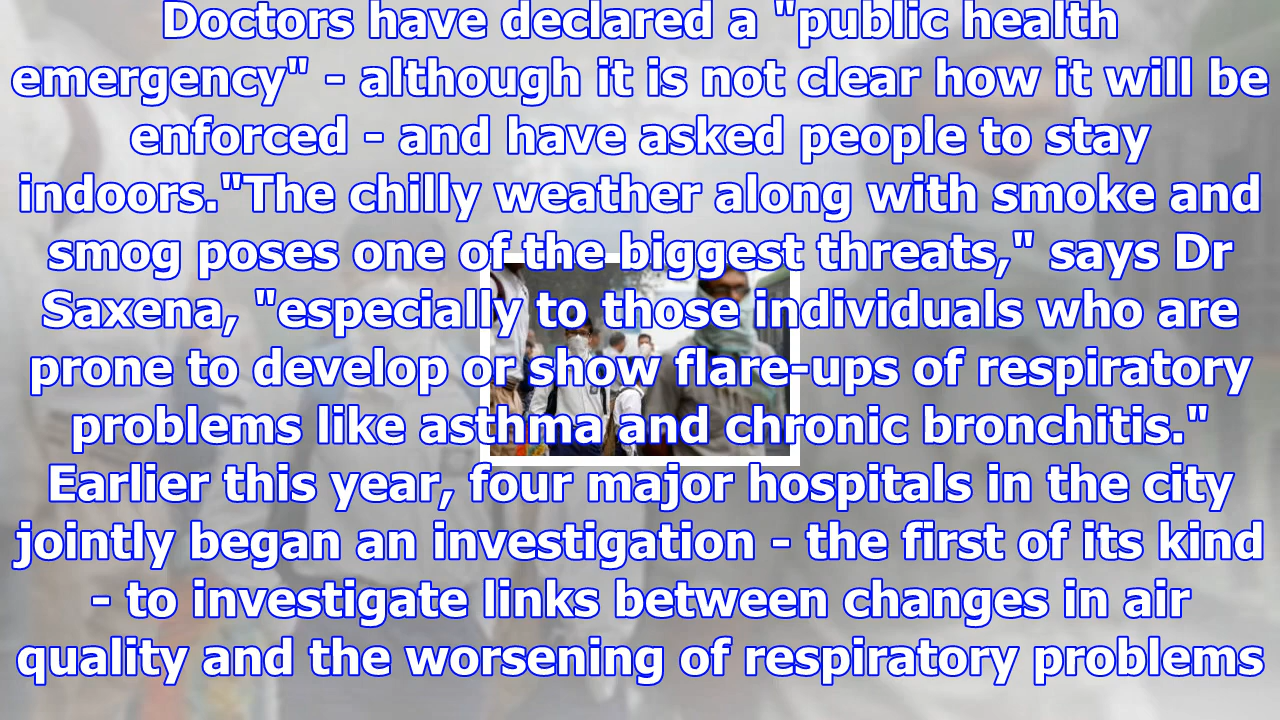 Doctors have declared a "public health
emergency" - although it is not clear how it will be
enforced - and have asked people to stay
indoors."The chilly weather along with smoke and
smog poses one of the biggest threats," says Dr
Saxena, "especially to those individuals who are
prone to develop or show flare-ups of respiratory
problems like asthma and chronic bronchitis."
Earlier this year, four major hospitals in the city
jointly began an investigation - the first of its kind
- to investigate links between changes in air
quality and the worsening of respiratory problems